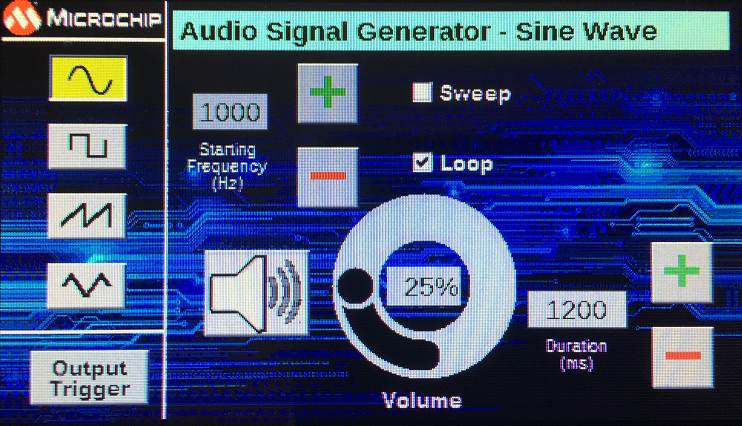 MICROCHIP
Audio Signal Generator - Sine Wave
1000
Starting
Frequency
(Hz)
Sweep
Loop
25%
Volume
1200
Duration
(ms)
Output
Trigger